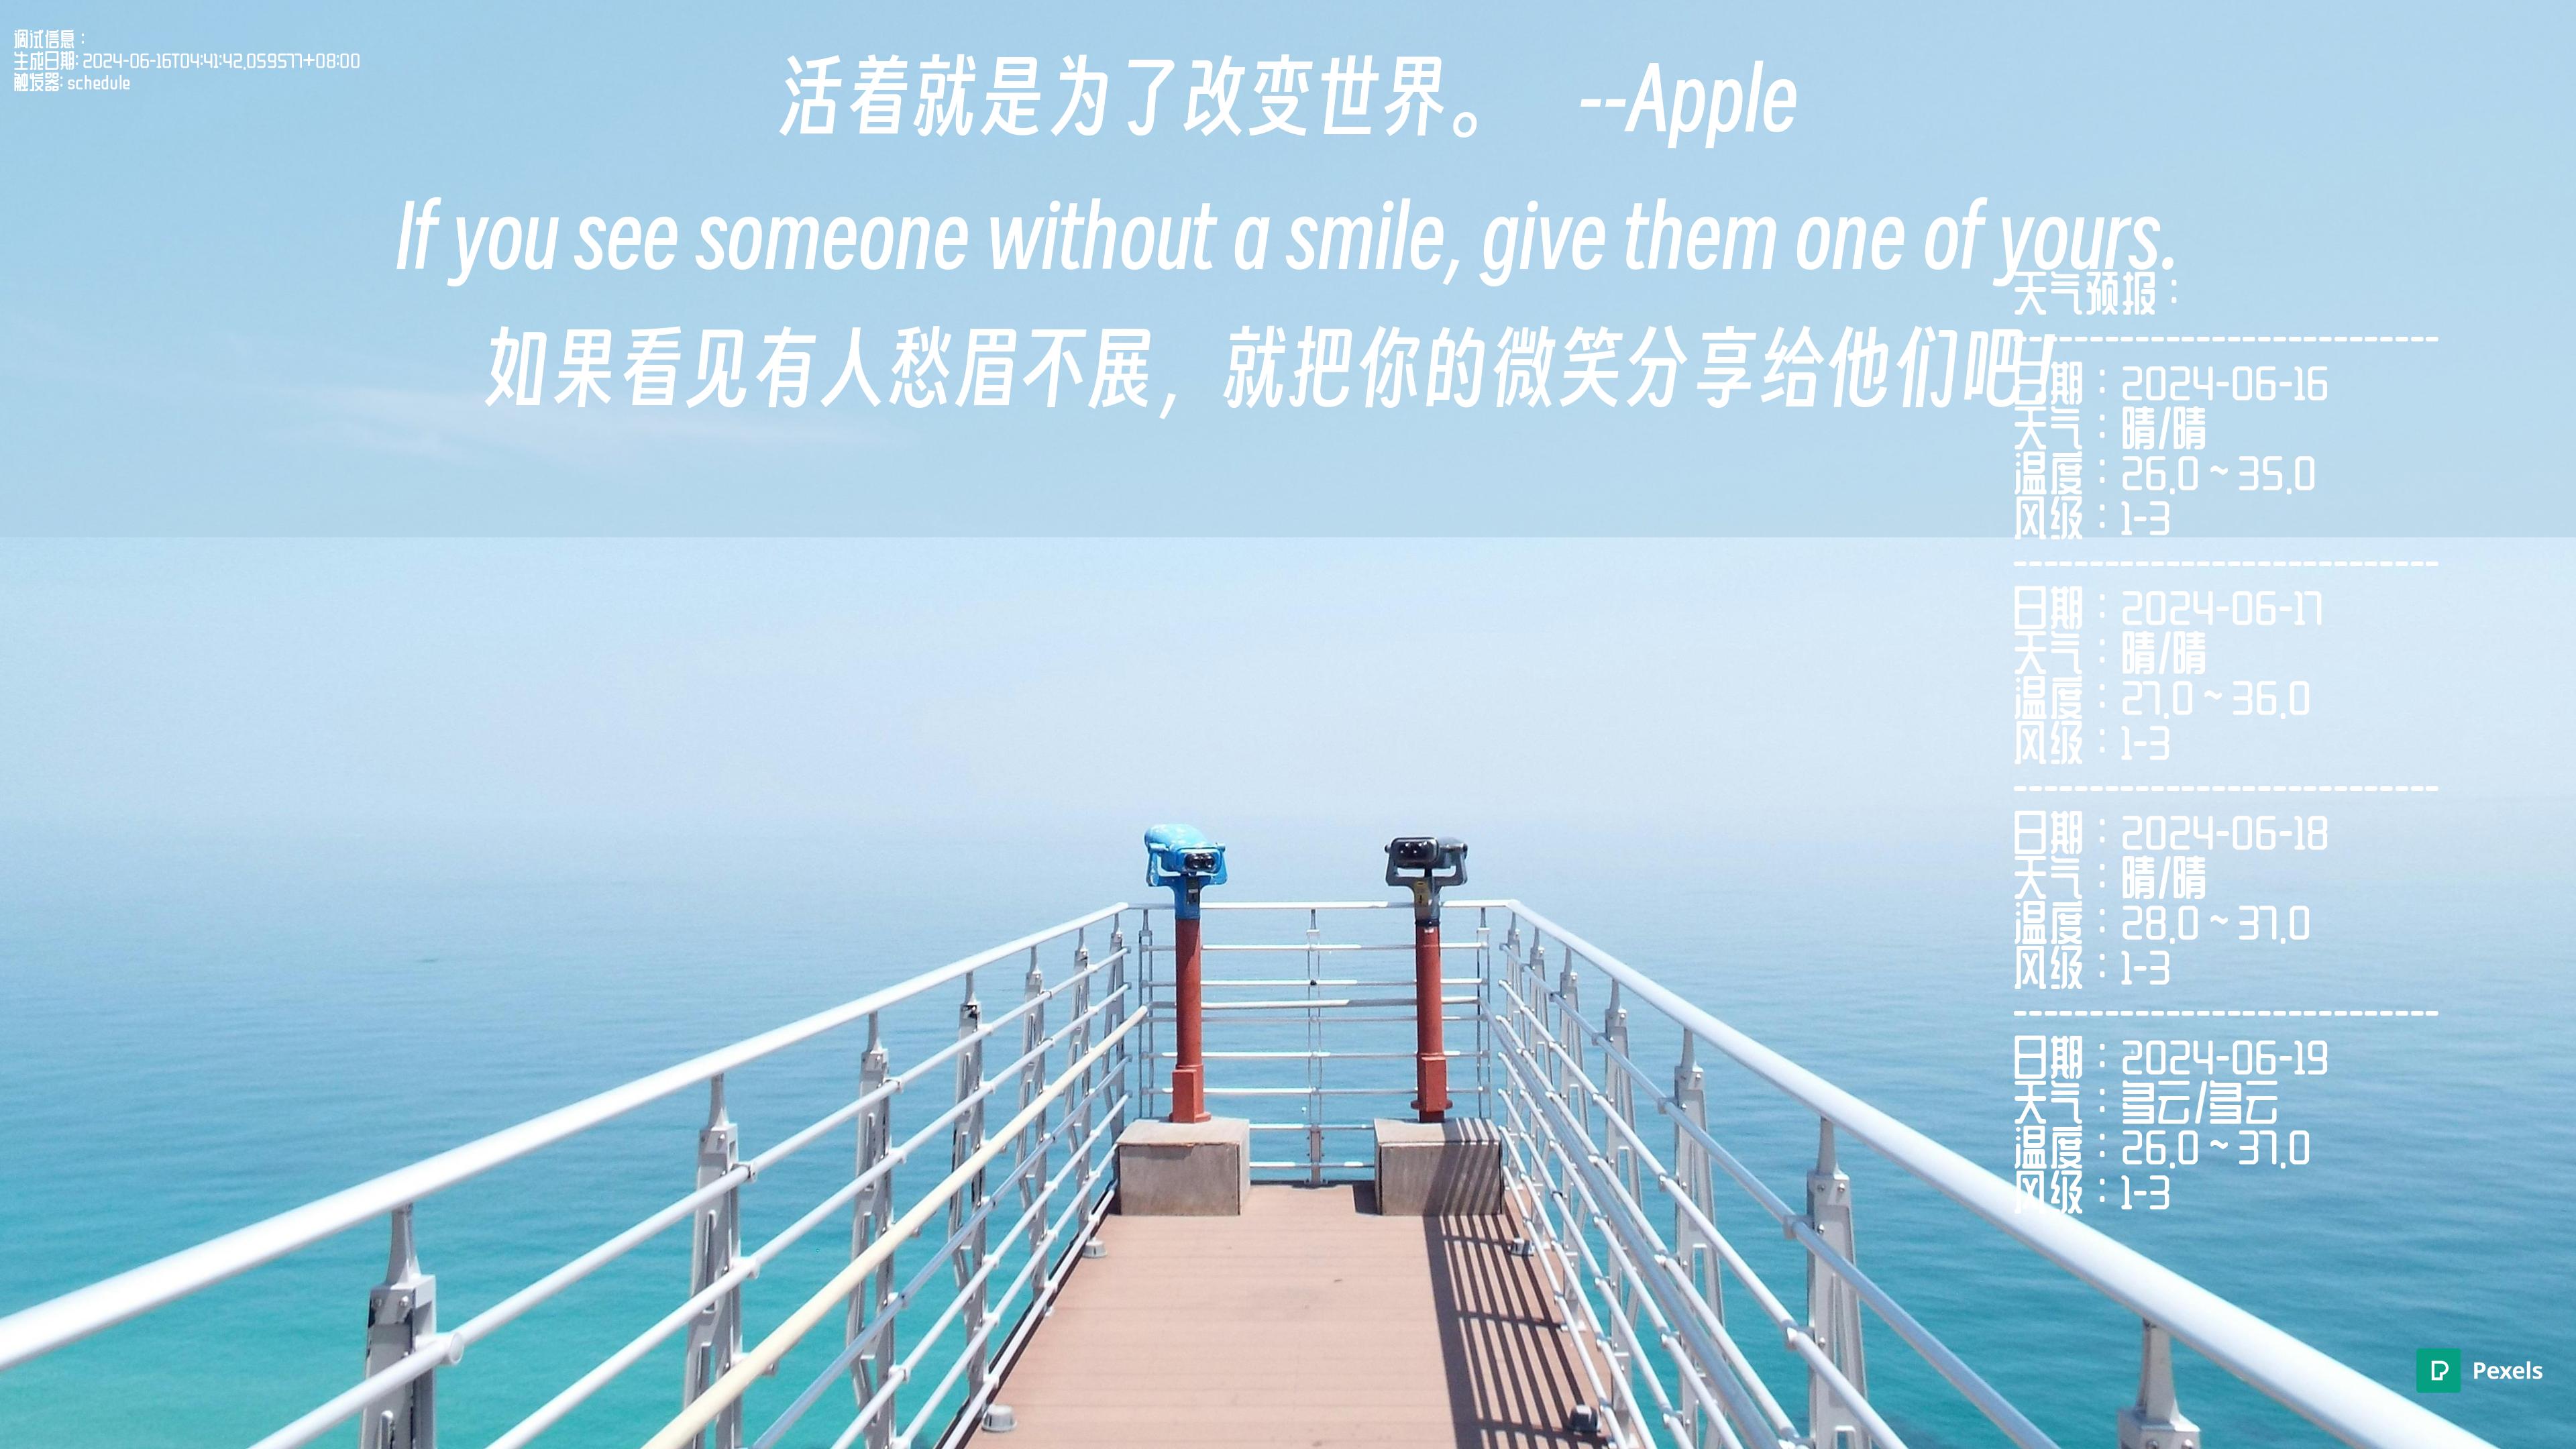 调试信息：
生成日期: 2024-06-16T04:41:42.059577+08:00
触发器: schedule
活着就是为了改变世界。 --Apple
If you see someone without a smile, give them one of yours.
如果看见有人愁眉不展，就把你的微笑分享给他们吧！
天气预报：
----------------------------
日期：2024-06-16
天气：晴/晴
温度：26.0 ~ 35.0
风级：1-3
----------------------------
日期：2024-06-17
天气：晴/晴
温度：27.0 ~ 36.0
风级：1-3
----------------------------
日期：2024-06-18
天气：晴/晴
温度：28.0 ~ 37.0
风级：1-3
----------------------------
日期：2024-06-19
天气：多云/多云
温度：26.0 ~ 37.0
风级：1-3
Pexels